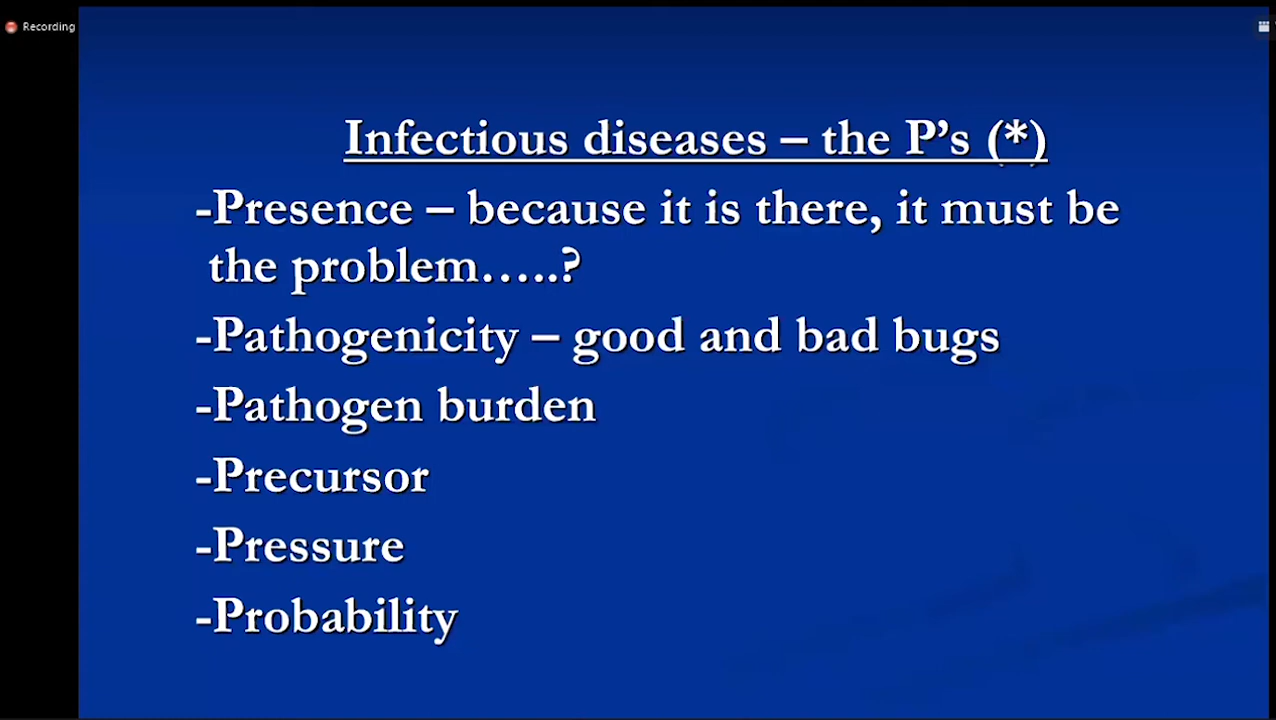 Recording
Infectious diseases – the P’s (*)
-Presence – because it is there, it must be
the problem…..?
-Pathogenicity – good and bad bugs
-Pathogen burden
-Precursor
-Pressure
-Probability